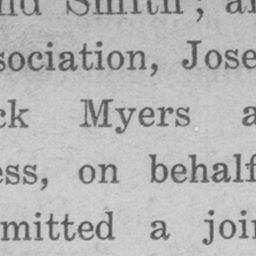 nd Smith; a
sociation, Jose
ck Myers a
ess, on behalf
mitted a join